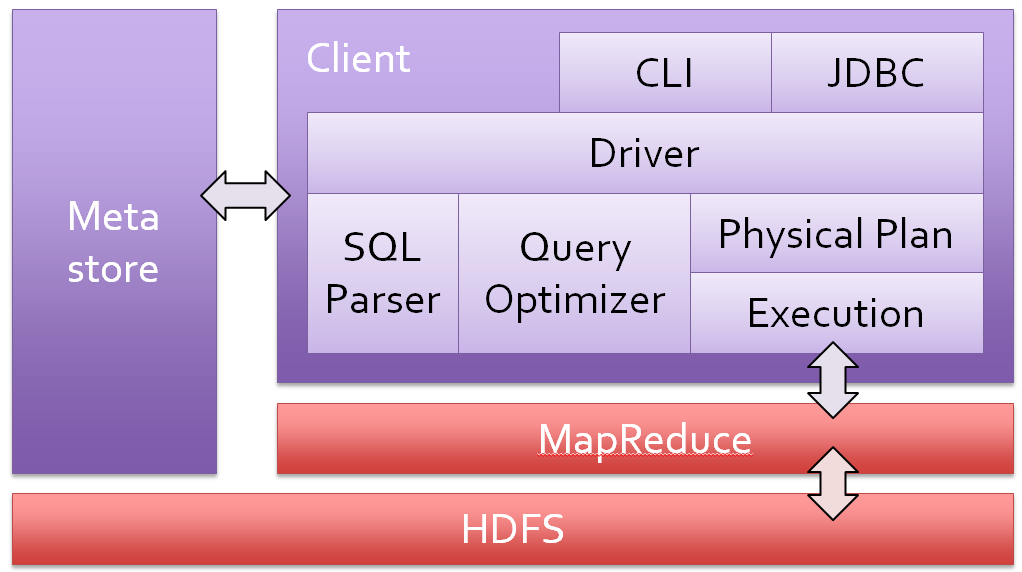 Meta
store
Client
CLI
JDBC
Driver
SQL
Parser
Query
Optimizer
Physical Plan
Execution
MapReduce
HDFS